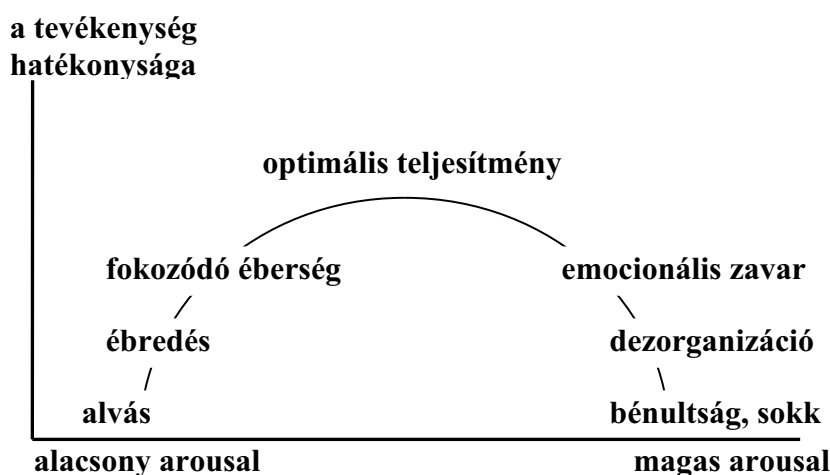 a tevékenység
hatékonysága
optimális teljesítmény
fokozódó éberség
emocionális zavar
ébredés
dezorganizáció
alvás
bénultság, sokk
alacsony arousal
magas arousal